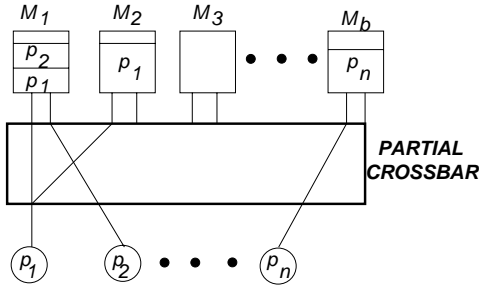 M1 M2 M3 Mb
p2
p1
p1
pn
PARTIAL
CROSSBAR
p1 p2 pn